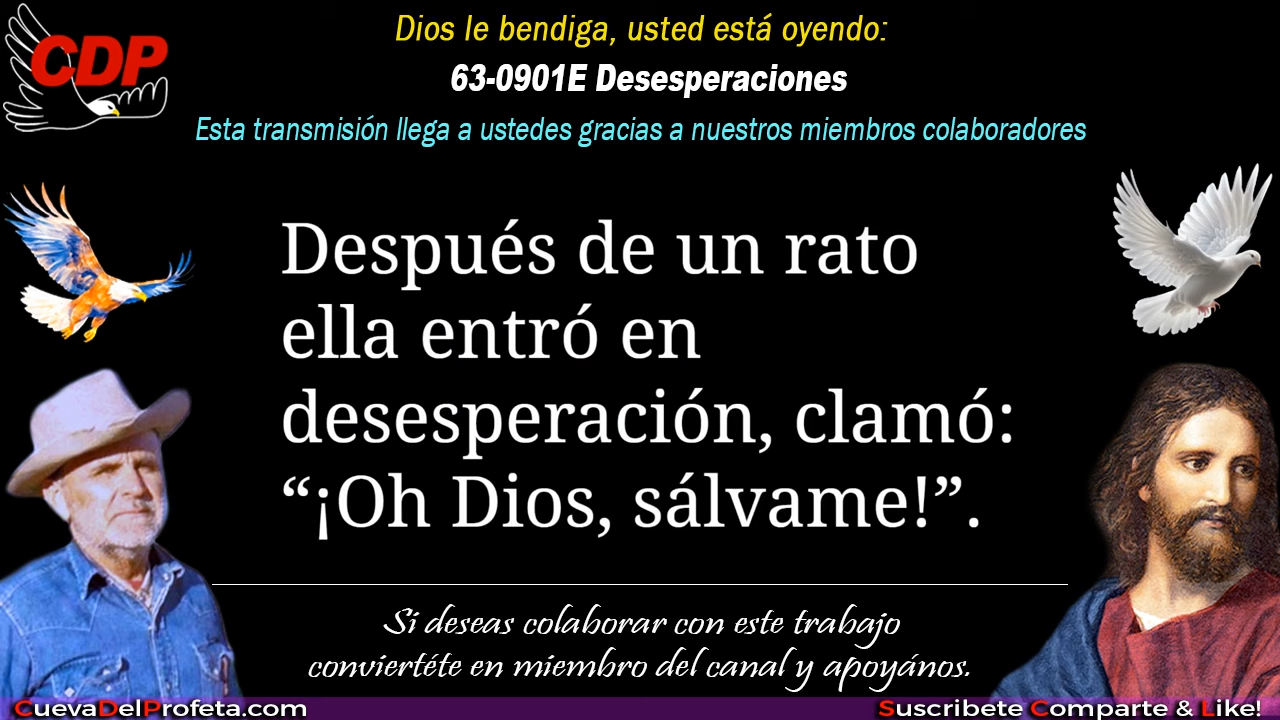 CDP
Dios le bendiga, usted está oyendo:
63-0901E Desesperaciones
Esta transmisión llega a ustedes gracias a nuestros miembros colaboradores
Después de un rato
ella entró en
desesperación, clamó:
“¡Oh Dios, sálvame!”.
Si deseas colaborar con este trabajo
conviertéte en miembro del canal y apoyános.
CuevaDelProfeta.com
Suscribete Comparte & Like!